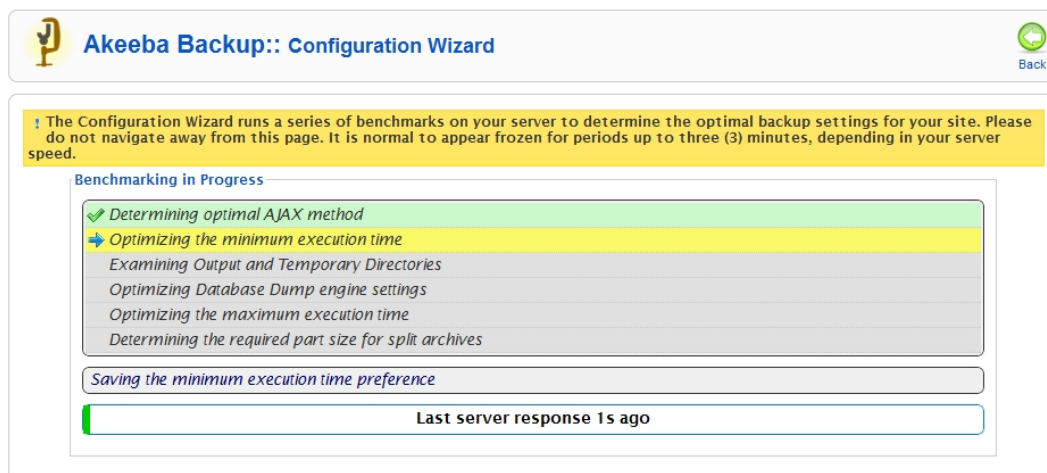 Akeeba Backup:: Configuration Wizard
Back
! The Configuration Wizard runs a series of benchmarks on your server to determine the optimal backup settings for your site. Please
do not navigate away from this page. It is normal to appear frozen for periods up to three (3) minutes, depending in your server
speed.
Benchmarking in Progress
Determining optimal AJAX method
Optimizing the minimum execution time
Examining Output and Temporary Directories
Optimizing Database Dump engine settings
Optimizing the maximum execution time
Determining the required part size for split archives
Saving the minimum execution time preference
Last server response 1s ago